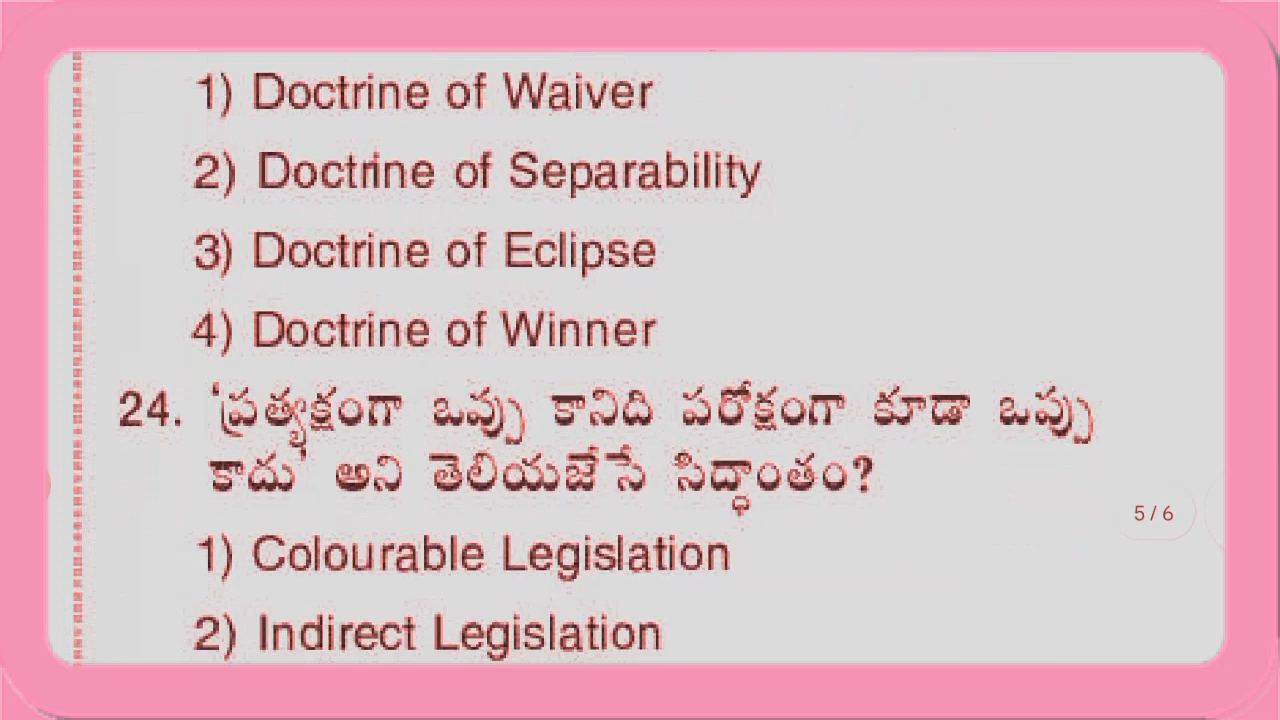 1) Doctrine of Waiver
2) Doctrine of Separability
3) Doctrine of Eclipse
4) Doctrine of Winner
24. 'ప్రత్యక్షంగా ఒప్పు కానిది పరోక్షంగా కూడా ఒప్పు
కాదు' అని తెలియజేసే సిద్ధాంతం?
5/6
1) Colourable Legislation
2) Indirect Legislation